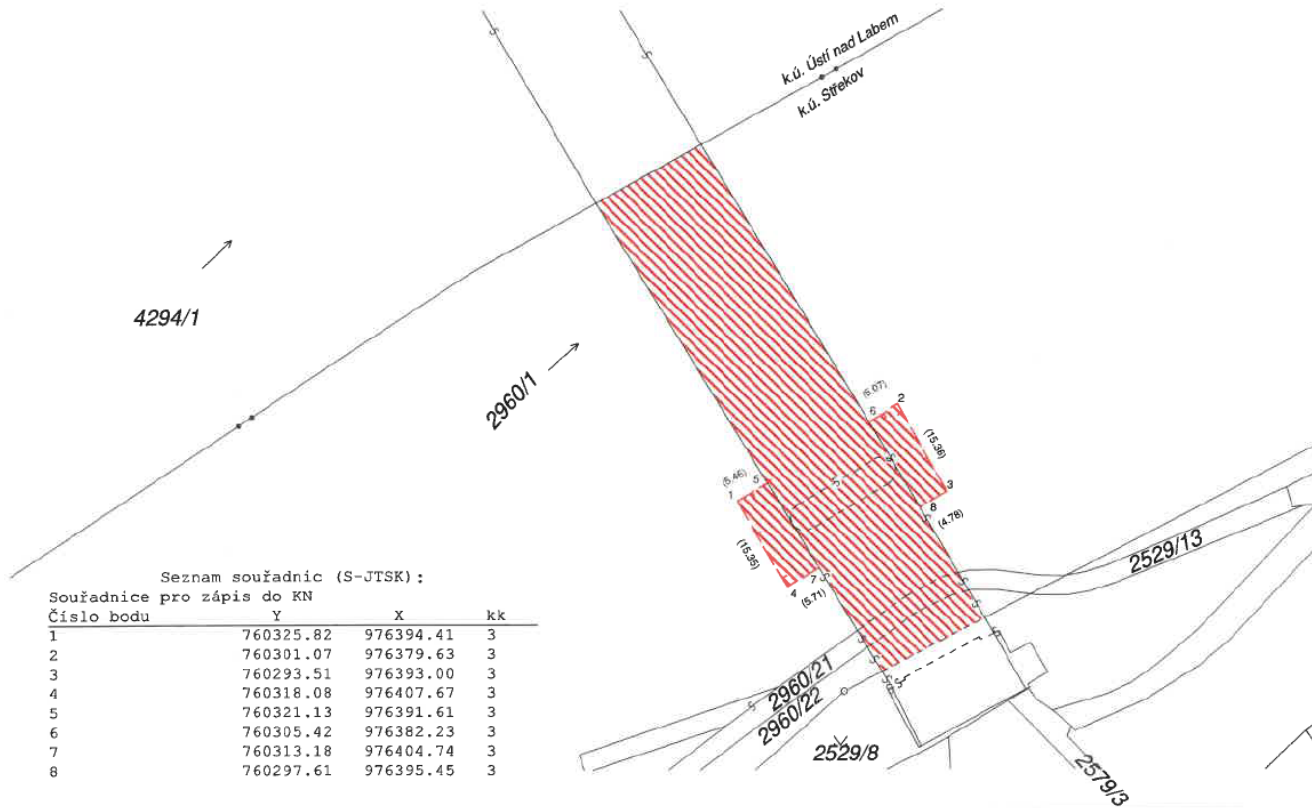 k.ú. Ústí nad Labem
k.ú. Střekov
4294/1
2960/1
(6.07)
2
6
(15.36)
(5.46)
5
1
3
8
(4.78)
(15.35)
7
4
(5.71)
2529/13
2960/21
2960/22
2529/8
2579/3
Seznam souřadnic (S-JTSK):
Souřadnice pro zápis do KN
Číslo bodu Y X kk
1 760325.82 976394.41 3
2 760301.07 976379.63 3
3 760293.51 976393.00 3
4 760318.08 976407.67 3
5 760321.13 976391.61 3
6 760305.42 976382.23 3
7 760313.18 976404.74 3
8 760297.61 976395.45 3